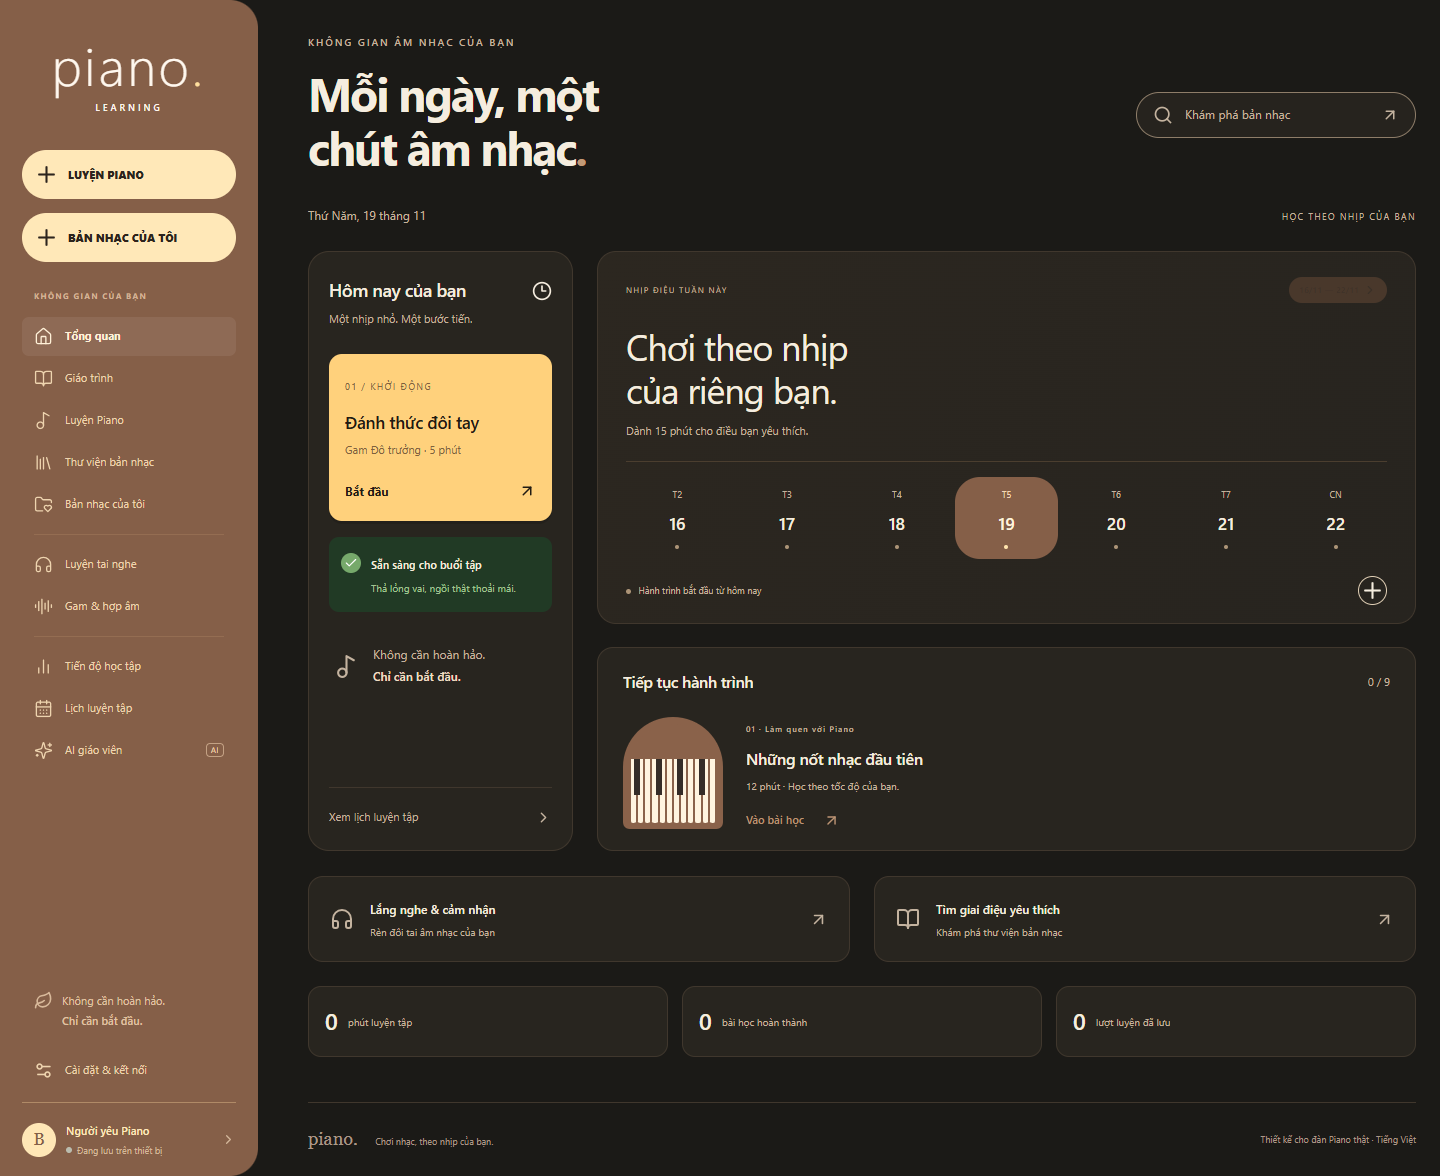 piano.
LEARNING
LUYỆN PIANO
BẢN NHẠC CỦA TÔI
KHÔNG GIAN CỦA BẠN
Tổng quan
Giáo trình
Luyện Piano
Thư viện bản nhạc
Bản nhạc của tôi
Luyện tai nghe
Gam & hợp âm
Tiến độ học tập
Lịch luyện tập
AI giáo viên
AI
Không cần hoàn hảo.
Chỉ cần bắt đầu.
Cài đặt & kết nối
B
Người yêu Piano
Đang lưu trên thiết bị
KHÔNG GIAN ÂM NHẠC CỦA BẠN
Mỗi ngày, một
chút âm nhạc.
Khám phá bản nhạc
Thứ Năm, 19 tháng 11
HỌC THEO NHỊP CỦA BẠN
Hôm nay của bạn
Một nhịp nhỏ. Một bước tiến.
01 / KHỞI ĐỘNG
Đánh thức đôi tay
Gam Đô trưởng · 5 phút
Bắt đầu
Sẵn sàng cho buổi tập
Thả lỏng vai, ngồi thật thoải mái.
Không cần hoàn hảo.
Chỉ cần bắt đầu.
Xem lịch luyện tập
NHỊP ĐIỆU TUẦN NÀY
Chơi theo nhịp
của riêng bạn.
Dành 15 phút cho điều bạn yêu thích.
T2 T3 T4 T5 T6 T7 CN
16 17 18 19 20 21 22
Hành trình bắt đầu từ hôm nay
Tiếp tục hành trình
0 / 9
01 · Làm quen với Piano
Những nốt nhạc đầu tiên
12 phút · Học theo tốc độ của bạn.
Vào bài học
Lắng nghe & cảm nhận
Rèn đôi tai âm nhạc của bạn
Tìm giai điệu yêu thích
Khám phá thư viện bản nhạc
0 phút luyện tập
0 bài học hoàn thành
0 lượt luyện đã lưu
piano.
Chơi nhạc, theo nhịp của bạn.
Thiết kế cho đàn Piano thật · Tiếng Việt